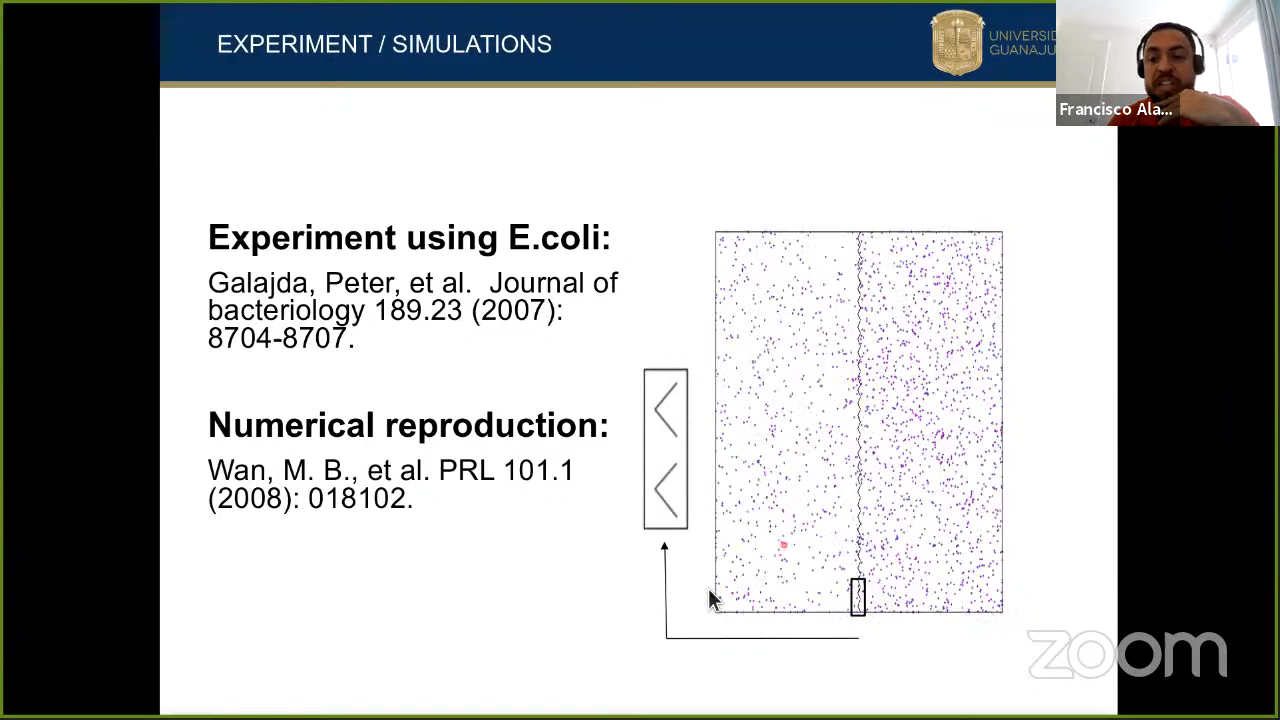 EXPERIMENT / SIMULATIONS
UNIVERSID
GUANAJU
Francisco Ala...
Experiment using E.coli:
Galajda, Peter, et al. Journal of
bacteriology 189.23 (2007):
8704-8707.
Numerical reproduction:
Wan, M. B., et al. PRL 101.1
(2008): 018102.
zoom